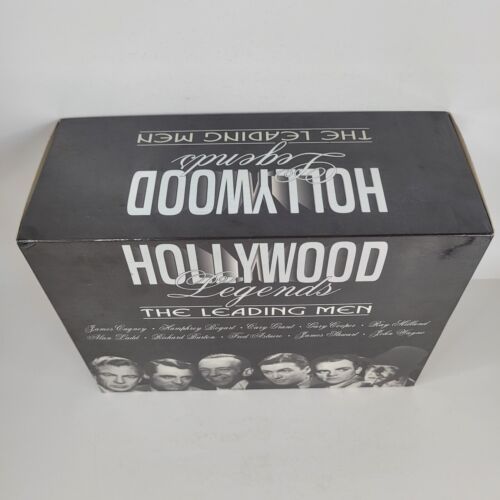 THE LEADING MEN
Legends
HOLLYWOOD
HOLLYWOOD
Legends
THE LEADING MEN
James Cagney · Humphrey Bogart · Cary Grant · Gary Cooper · Ray Milland
Alan Ladd · Richard Burton · Fred Astaire · James Stewart · John Wayne